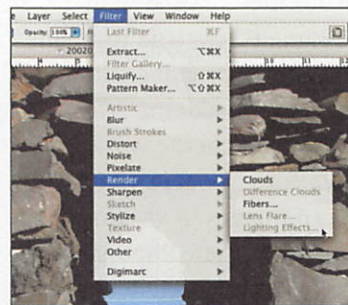 Layer Select Filter View Window Help
Opacity: 100%
Last Filter ⌘F
Extract... ⌥⌘X
Filter Gallery...
Liquify... ⇧⌘X
Pattern Maker... ⌥⇧⌘X
Artistic
Blur
Brush Strokes
Distort
Noise
Pixelate
Render
Sharpen
Sketch
Stylize
Texture
Video
Other
Digimarc
Clouds
Difference Clouds
Fibers...
Lens Flare...
Lighting Effects...